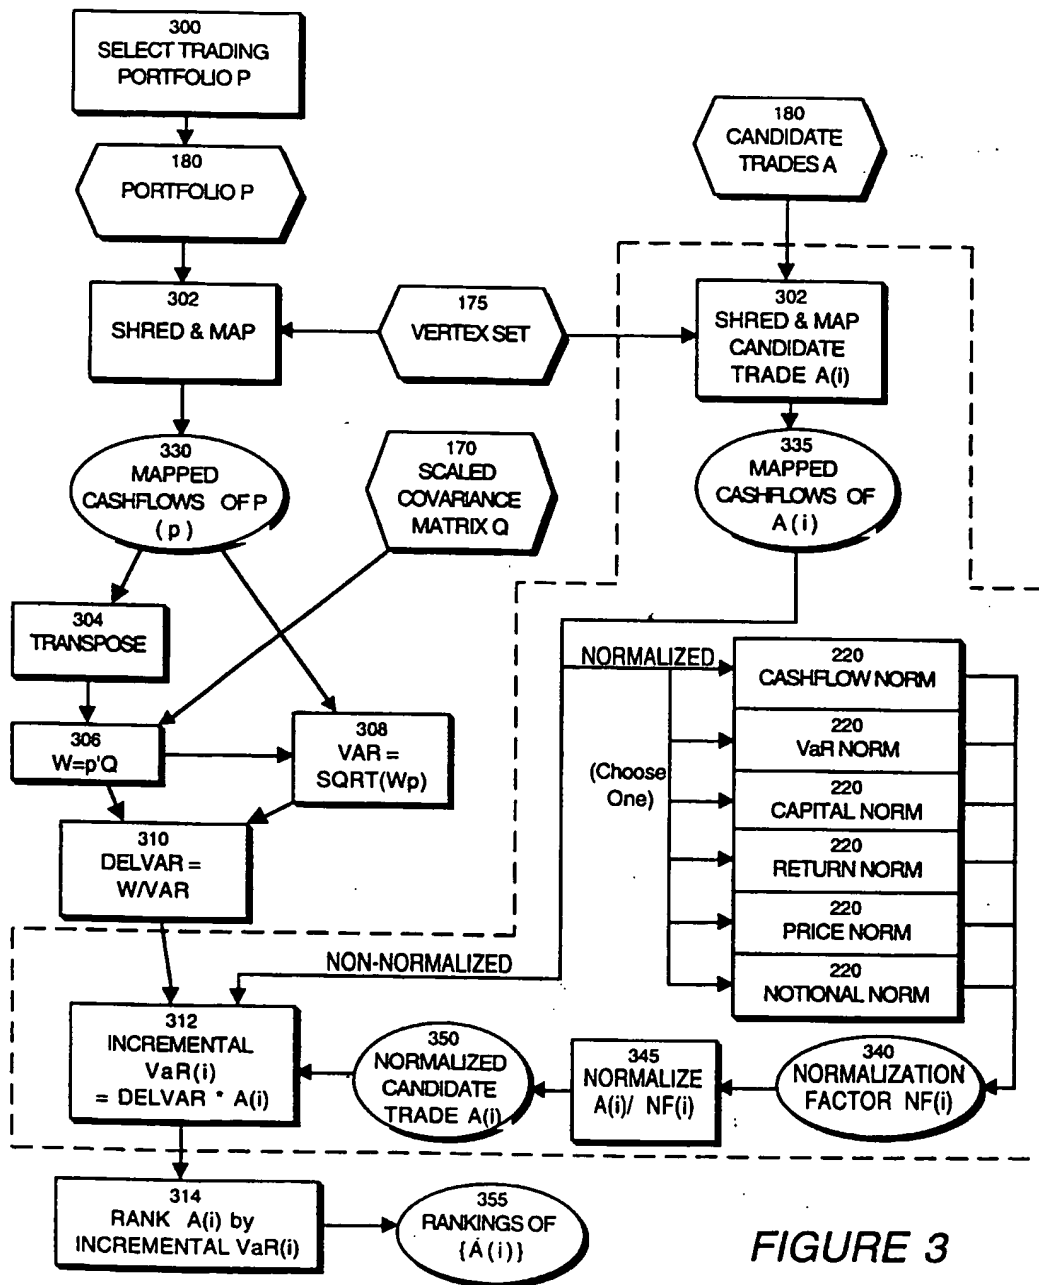 300
SELECT TRADING
PORTFOLIO P
180
PORTFOLIO P
180
CANDIDATE
TRADES A
302
SHRED & MAP
175
VERTEX SET
302
SHRED & MAP
CANDIDATE
TRADE A(i)
330
MAPPED
CASHFLOWS OF P
(p)
170
SCALED
COVARIANCE
MATRIX Q
335
MAPPED
CASHFLOWS OF
A(i)
304
TRANSPOSE
306
W=p'Q
308
VAR =
SQRT(Wp)
310
DELVAR =
W/VAR
NORMALIZED
(Choose
One)
220
CASHFLOW NORM
220
VaR NORM
220
CAPITAL NORM
220
RETURN NORM
220
PRICE NORM
220
NOTIONAL NORM
NON-NORMALIZED
312
INCREMENTAL
VaR(i)
= DELVAR * A(i)
350
NORMALIZED
CANDIDATE
TRADE A(i)
345
NORMALIZE
A(i)/ NF(i)
340
NORMALIZATION
FACTOR NF(i)
314
RANK A(i) by
INCREMENTAL VaR(i)
355
RANKINGS OF
{A(i)}
FIGURE 3